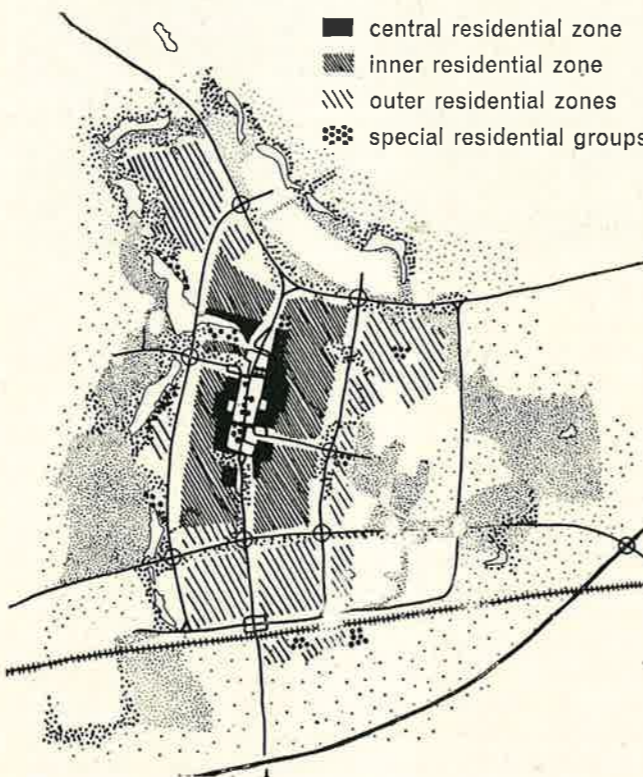 central residential zone
inner residential zone
outer residential zones
special residential groups